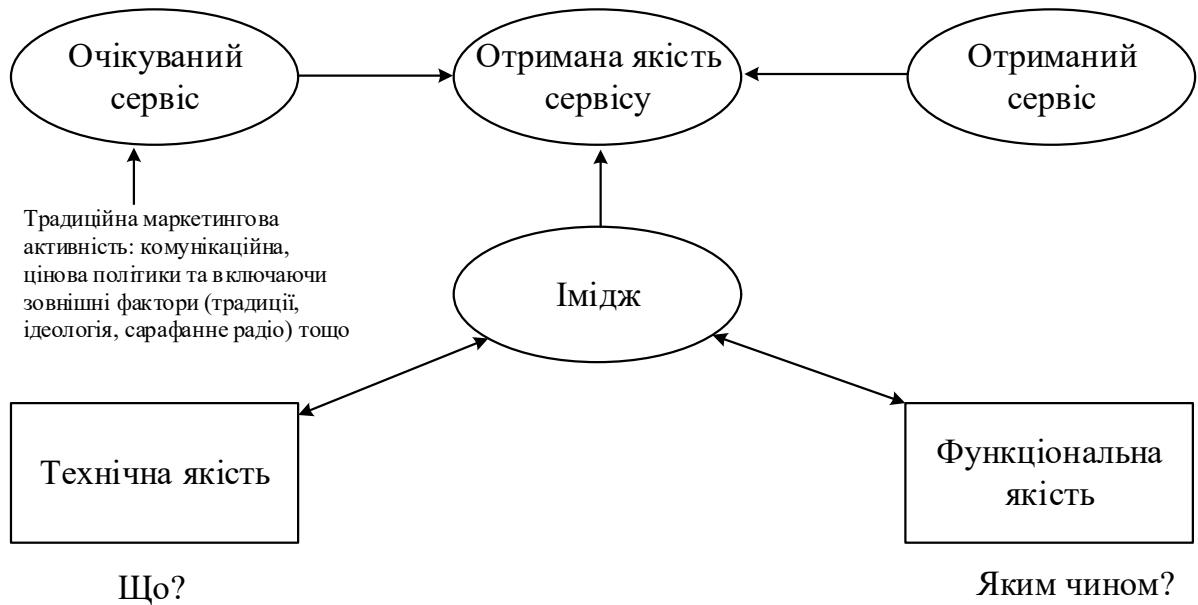 Очікуваний
сервіс
Отримана якість
сервісу
Отриманий
сервіс
Традиційна маркетингова
активність: комунікаційна,
цінова політики та включаючи
зовнішні фактори (традиції,
ідеологія, сарафанне радіо) тощо
Імідж
Технічна якість
Функціональна
якість
Що?
Яким чином?